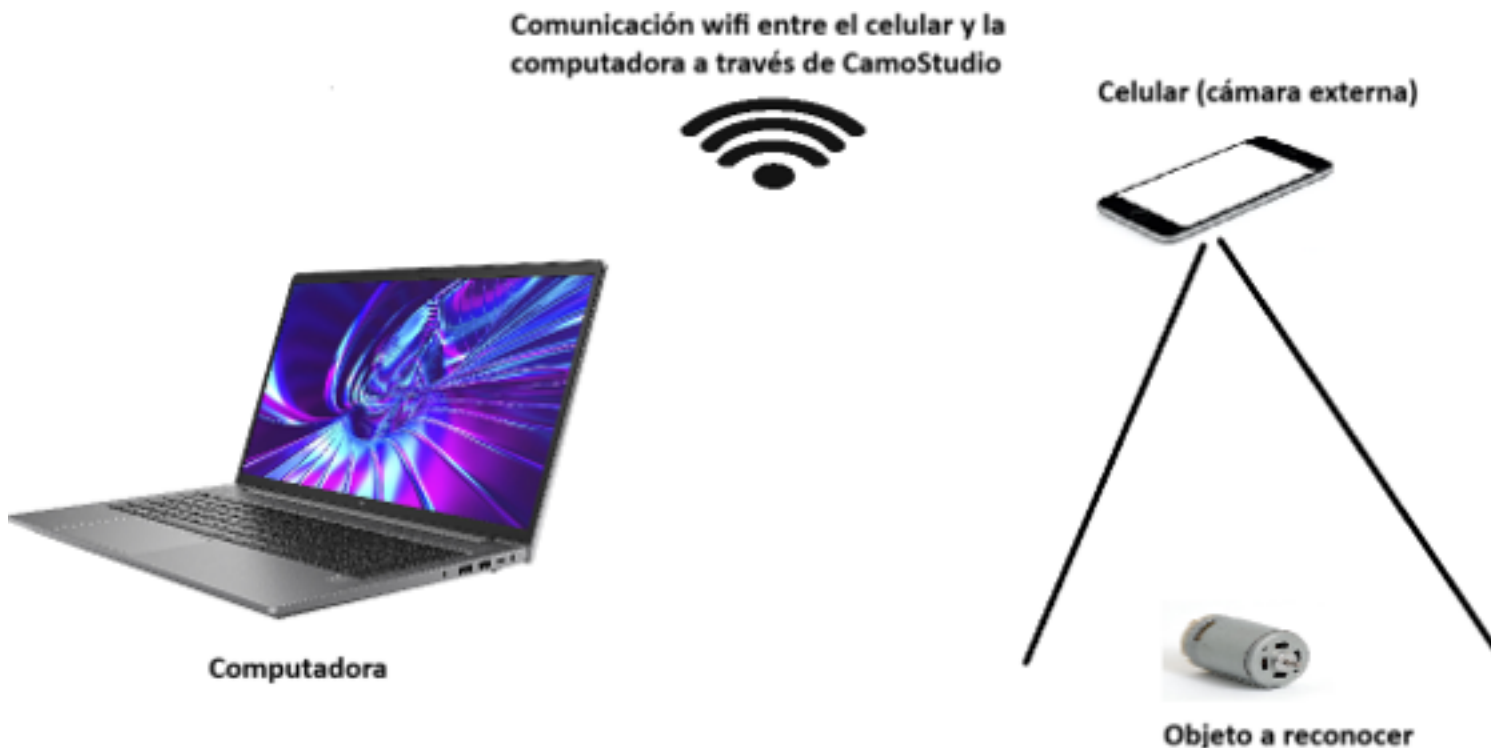 Comunicación wifi entre el celular y la
computadora a través de CamoStudio
Celular (cámara externa)
Computadora
Objeto a reconocer